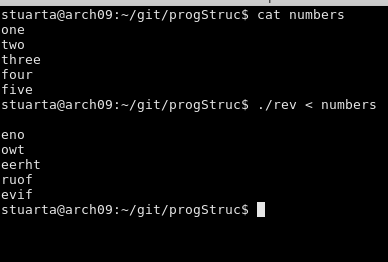 stuarta@arch09:~/git/progStruc$ cat numbers
one
two
three
four
five
stuarta@arch09:~/git/progStruc$ ./rev < numbers
eno
owt
eerht
ruof
evif
stuarta@arch09:~/git/progStruc$